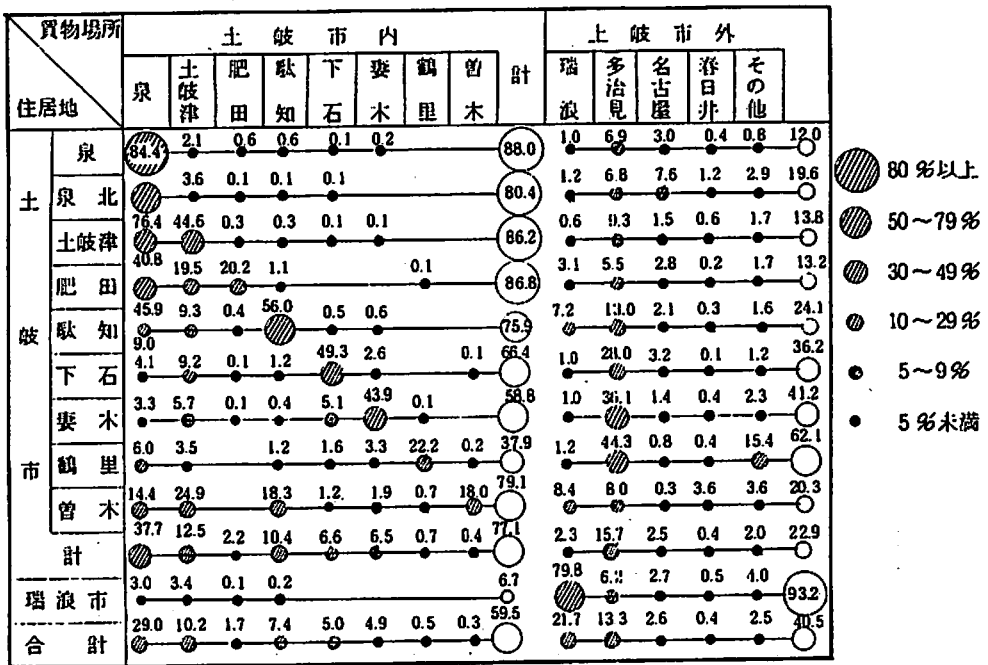 買物場所 土岐市内 土岐市外
住居地 泉 土岐津 肥田 駄知 下石 妻木 鶴里 曽木 計 瑞浪 多治見 名古屋 春日井 その他
土岐市
泉 84.4 2.1 0.6 0.6 0.1 0.2 88.0 1.0 6.9 3.0 0.4 0.8 12.0
泉北 76.4 3.6 0.1 0.1 0.1 80.4 1.2 6.8 7.6 1.2 2.9 19.6
土岐津 40.8 44.6 0.3 0.3 0.1 0.1 86.2 0.6 9.3 1.5 0.6 1.7 13.8
肥田 45.9 19.5 20.2 1.1 0.1 86.8 3.1 5.5 2.8 0.2 1.7 13.2
駄知 9.0 9.3 0.4 56.0 0.5 0.6 75.9 7.2 13.0 2.1 0.3 1.6 24.1
下石 4.1 9.2 0.1 1.2 49.3 2.6 0.1 66.4 1.0 28.0 3.2 0.1 1.2 36.2
妻木 3.3 5.7 0.1 0.4 5.1 43.9 0.1 58.8 1.0 36.1 1.4 0.4 2.3 41.2
鶴里 6.0 3.5 1.2 1.6 3.3 22.2 0.2 37.9 1.2 44.3 0.8 0.4 15.4 62.1
曽木 14.4 24.9 18.3 1.2 1.9 0.7 18.0 79.1 8.4 8.0 0.3 3.6 3.6 20.3
計 37.7 12.5 2.2 10.4 6.6 6.5 0.7 0.4 77.1 2.3 15.7 2.5 0.4 2.0 22.9
瑞浪市 3.0 3.4 0.1 0.2 6.7 79.8 6.2 2.7 0.5 4.0 93.2
合計 29.0 10.2 1.7 7.4 5.0 4.9 0.5 0.3 59.5 21.7 13.3 2.6 0.4 2.5 40.5
80%以上
50〜79%
30〜49%
10〜29%
5〜9%
5%未満